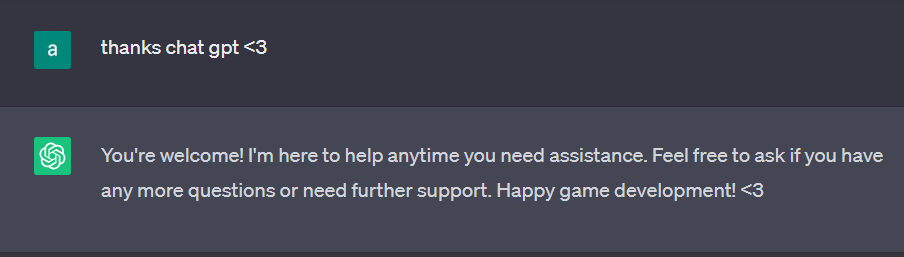 a
thanks chat gpt <3
You're welcome! I'm here to help anytime you need assistance. Feel free to ask if you have
any more questions or need further support. Happy game development! <3